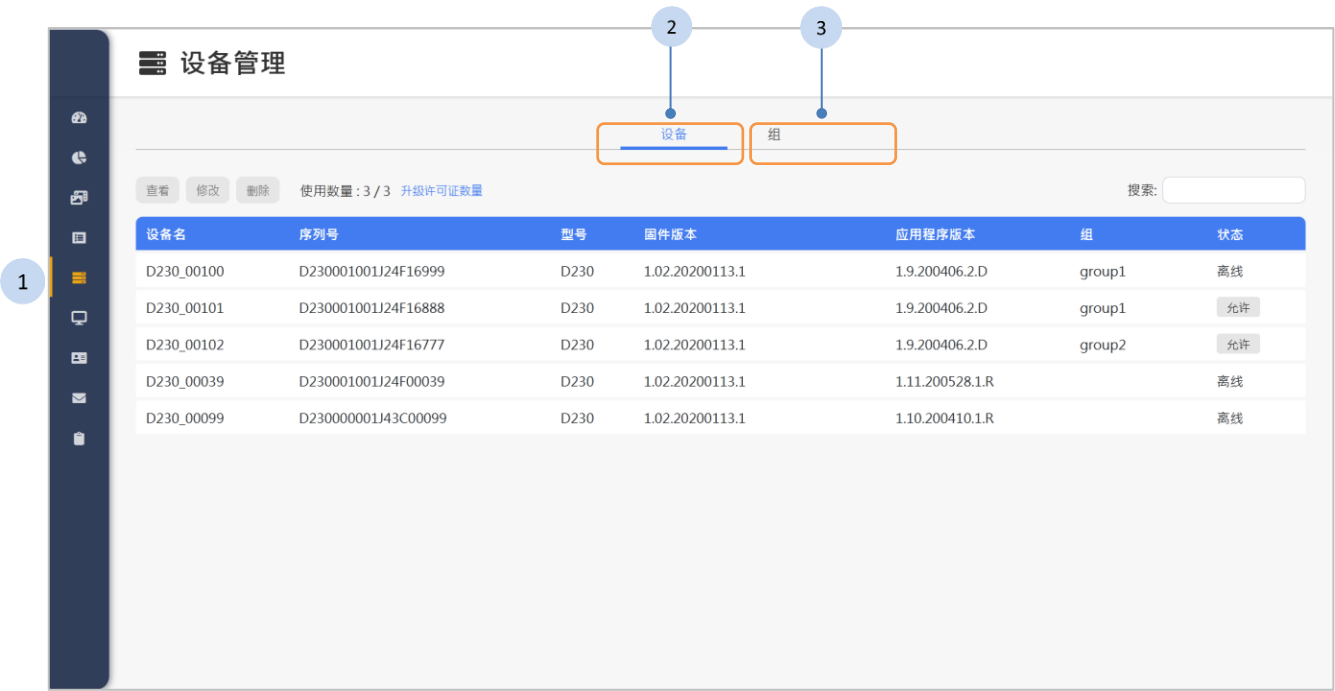 2 3
设备管理
设备 组
查看 修改 删除 使用数量 : 3 / 3 升级许可证数量 搜索:
设备名 序列号 型号 固件版本 应用程序版本 组 状态
D230_00100 D230001001J24F16999 D230 1.02.20200113.1 1.9.200406.2.D group1 离线
1
D230_00101 D230001001J24F16888 D230 1.02.20200113.1 1.9.200406.2.D group1 允许
D230_00102 D230001001J24F16777 D230 1.02.20200113.1 1.9.200406.2.D group2 允许
D230_00039 D230001001J24F00039 D230 1.02.20200113.1 1.11.200528.1.R 离线
D230_00099 D230000001J43C00099 D230 1.02.20200113.1 1.10.200410.1.R 离线